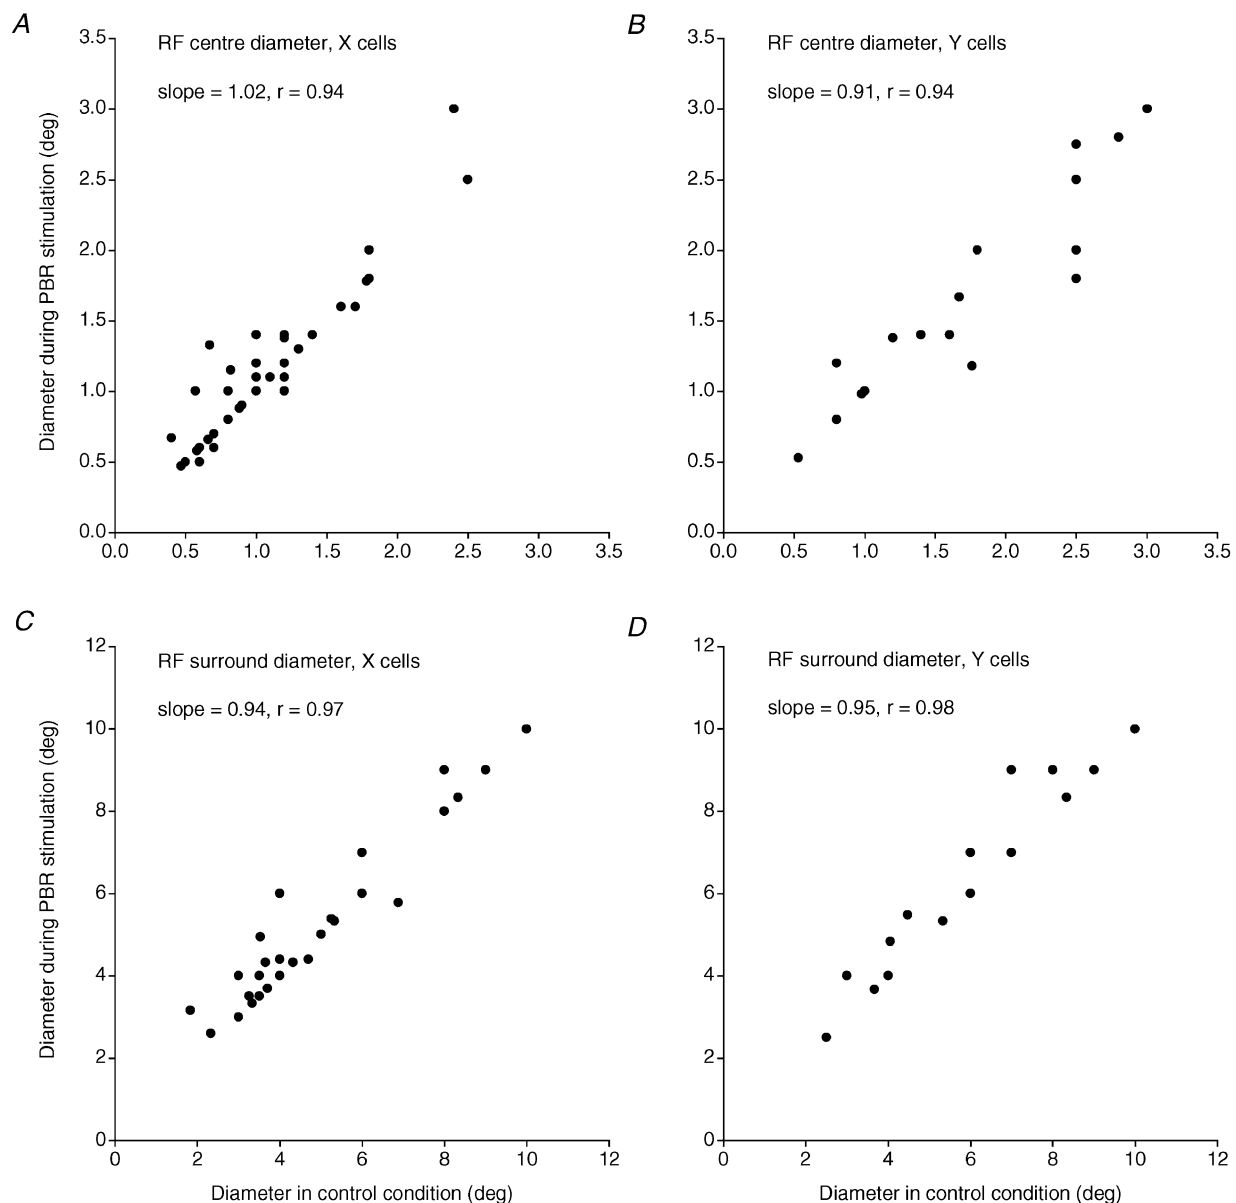 A
RF centre diameter, X cells
slope = 1.02, r = 0.94
Diameter during PBR stimulation (deg)
3.5
3.0
2.5
2.0
1.5
1.0
0.5
0.0
0.0 0.5 1.0 1.5 2.0 2.5 3.0 3.5
B
RF centre diameter, Y cells
slope = 0.91, r = 0.94
3.5
3.0
2.5
2.0
1.5
1.0
0.5
0.0
0.0 0.5 1.0 1.5 2.0 2.5 3.0 3.5
C
RF surround diameter, X cells
slope = 0.94, r = 0.97
Diameter during PBR stimulation (deg)
12
10
8
6
4
2
0
0 2 4 6 8 10 12
Diameter in control condition (deg)
D
RF surround diameter, Y cells
slope = 0.95, r = 0.98
12
10
8
6
4
2
0
0 2 4 6 8 10 12
Diameter in control condition (deg)